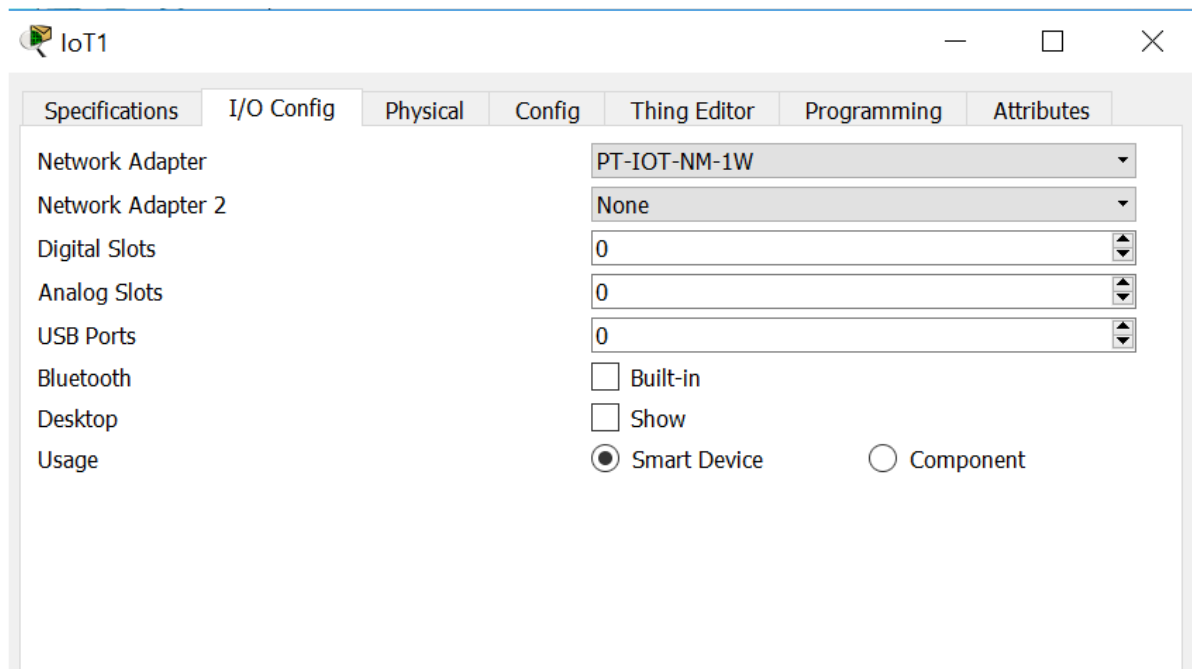 IoT1
Specifications I/O Config Physical Config Thing Editor Programming Attributes
Network Adapter PT-IOT-NM-1W
Network Adapter 2 None
Digital Slots 0
Analog Slots 0
USB Ports 0
Bluetooth Built-in
Desktop Show
Usage Smart Device Component